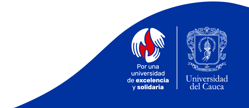 Por una
universidad
de excelencia
y solidaria
Universidad
del Cauca